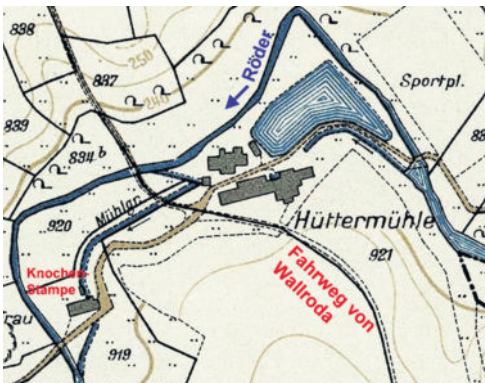 838
837
250
240
Röder
Sportpl.
839
834.b
Mühlgr.
920
Hüttermühle
921
Knochen-
Stampe
Fahrweg von
Wallroda
rau
919